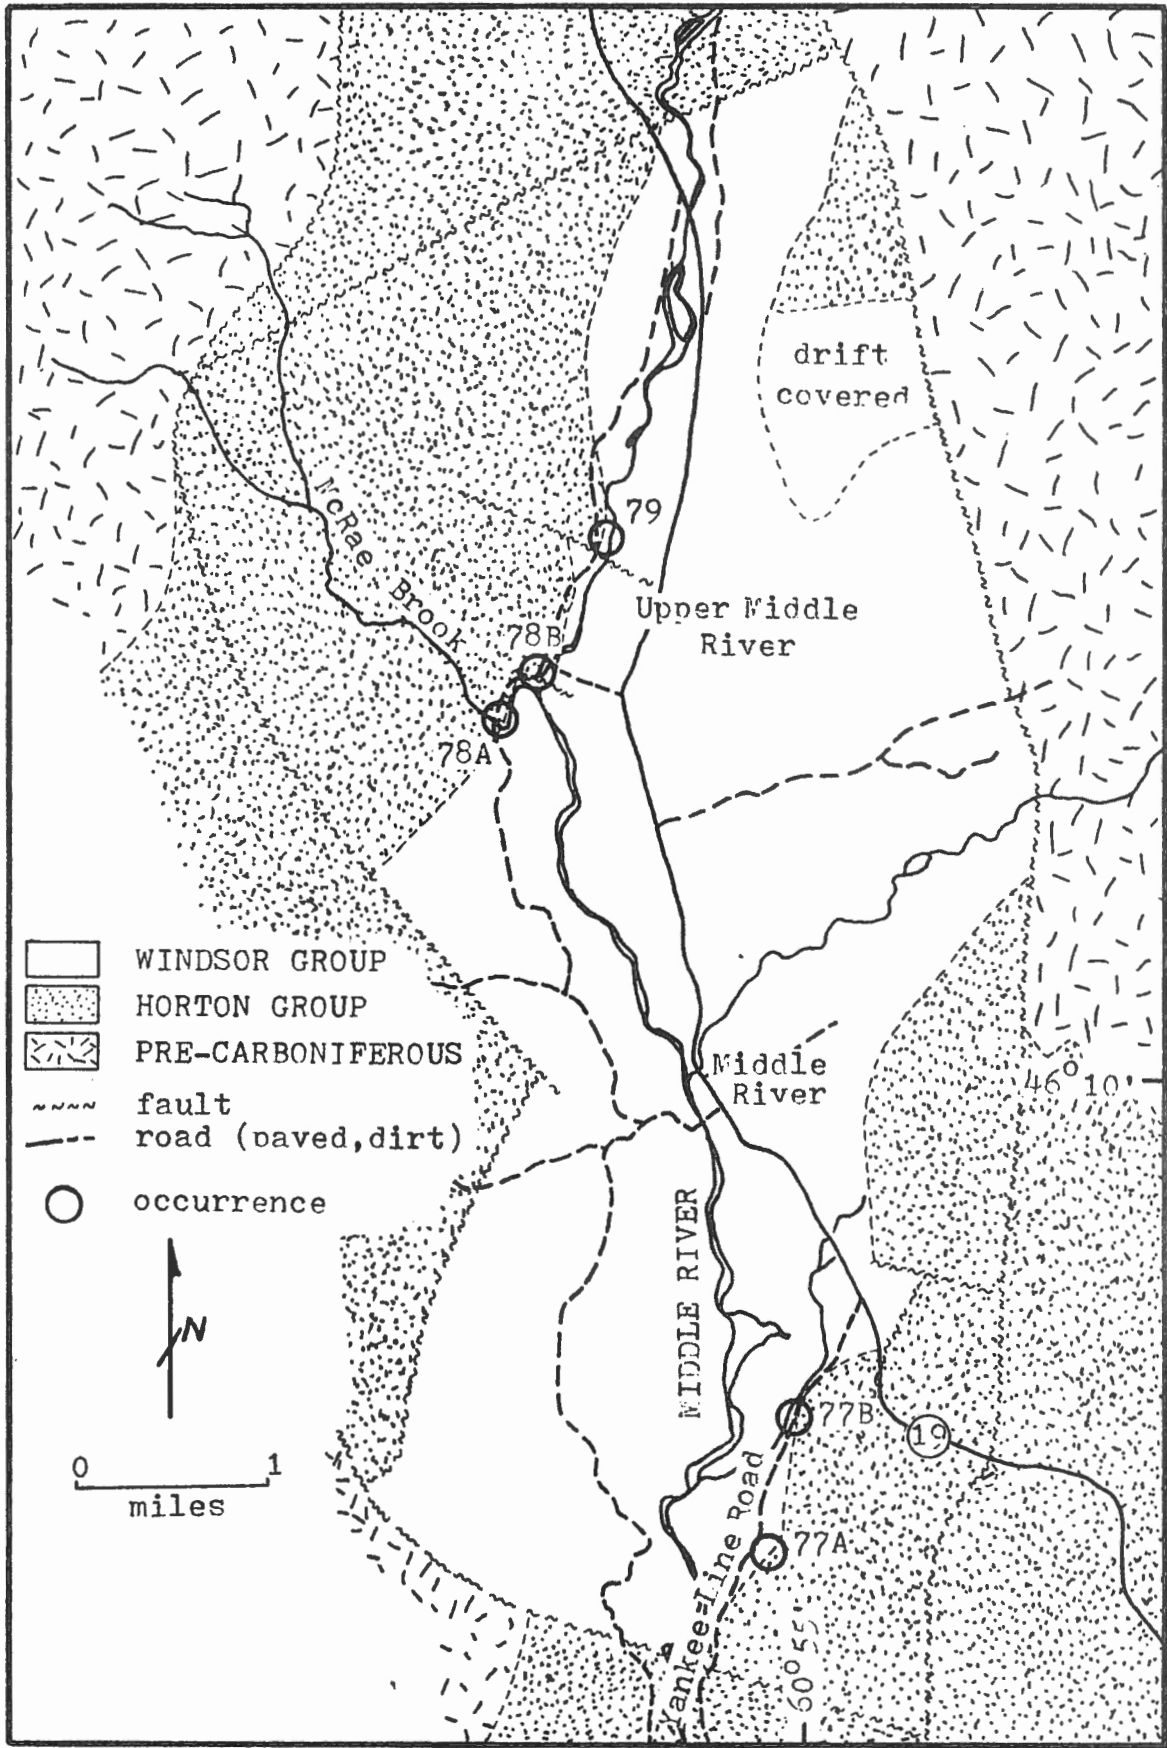 drift
covered
79
McRae Brook
Upper Middle
River
78B
78A
WINDSOR GROUP
HORTON GROUP
PRE-CARBONIFEROUS
fault
road (paved,dirt)
occurrence
Middle
River
46° 10'
MIDDLE RIVER
N
0 1
miles
77B
19
77A
Yankee-Line Road
60° 55